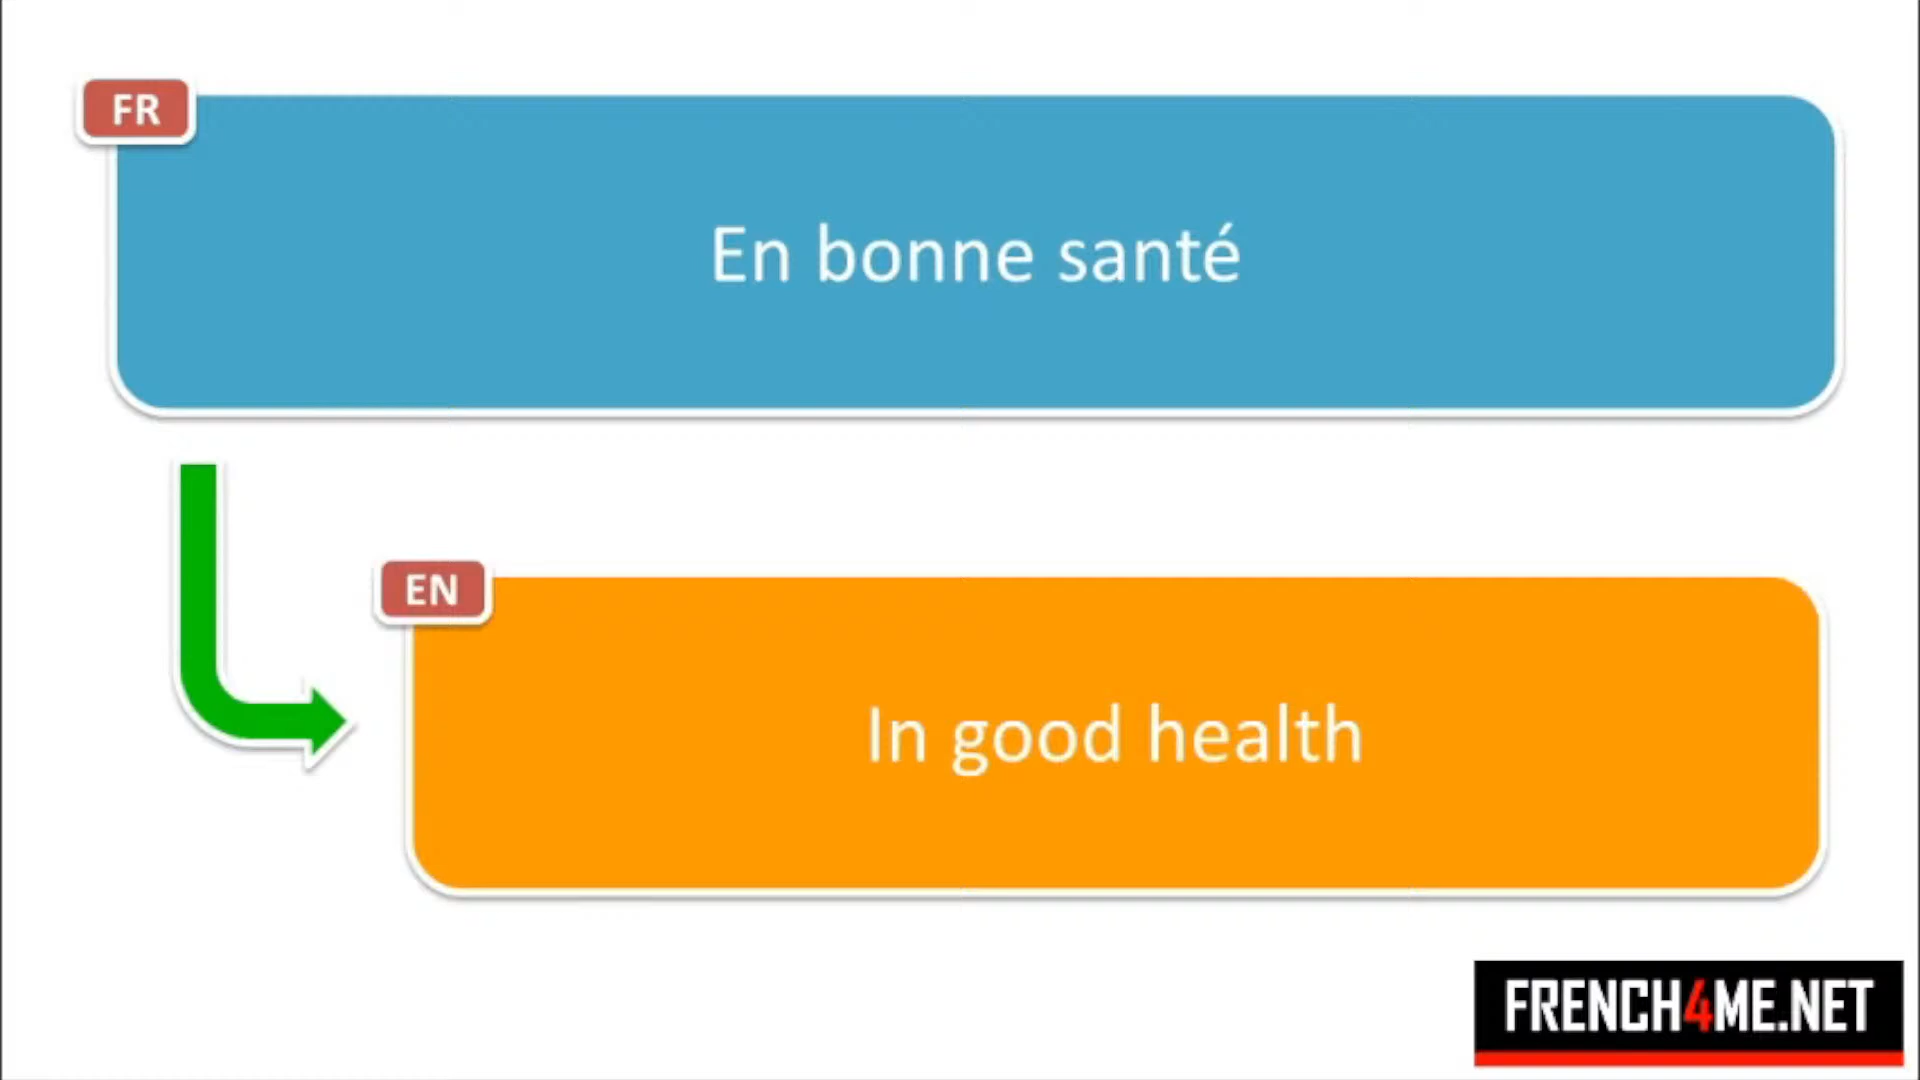 FR
En bonne santé
EN
In good health
FRENCH4ME.NET